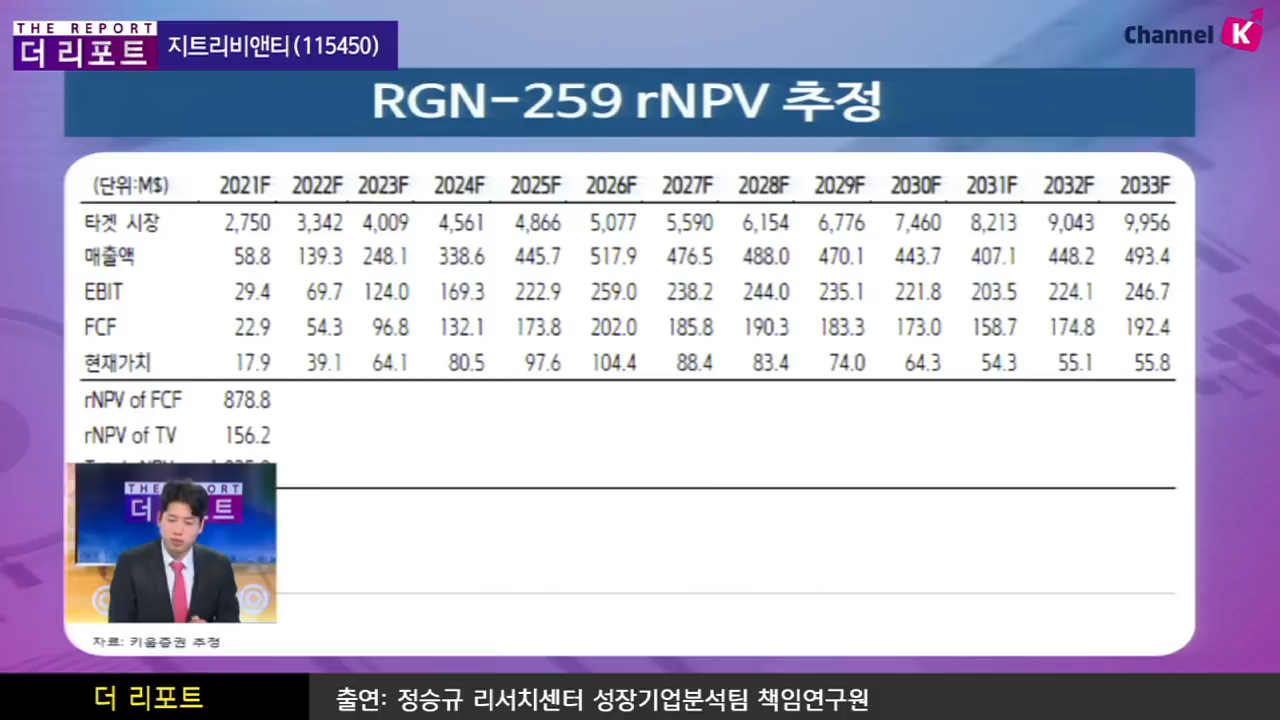 THE REPORT
더 리포트
지트리비앤티(115450)
Channel K
RGN-259 rNPV 추정
(단위:M$) 2021F 2022F 2023F 2024F 2025F 2026F 2027F 2028F 2029F 2030F 2031F 2032F 2033F
타겟 시장 2,750 3,342 4,009 4,561 4,866 5,077 5,590 6,154 6,776 7,460 8,213 9,043 9,956
매출액 58.8 139.3 248.1 338.6 445.7 517.9 476.5 488.0 470.1 443.7 407.1 448.2 493.4
EBIT 29.4 69.7 124.0 169.3 222.9 259.0 238.2 244.0 235.1 221.8 203.5 224.1 246.7
FCF 22.9 54.3 96.8 132.1 173.8 202.0 185.8 190.3 183.3 173.0 158.7 174.8 192.4
현재가치 17.9 39.1 64.1 80.5 97.6 104.4 88.4 83.4 74.0 64.3 54.3 55.1 55.8
rNPV of FCF 878.8
rNPV of TV 156.2
자료: 키움증권 추정
더 리포트
출연: 정승규 리서치센터 성장기업분석팀 책임연구원